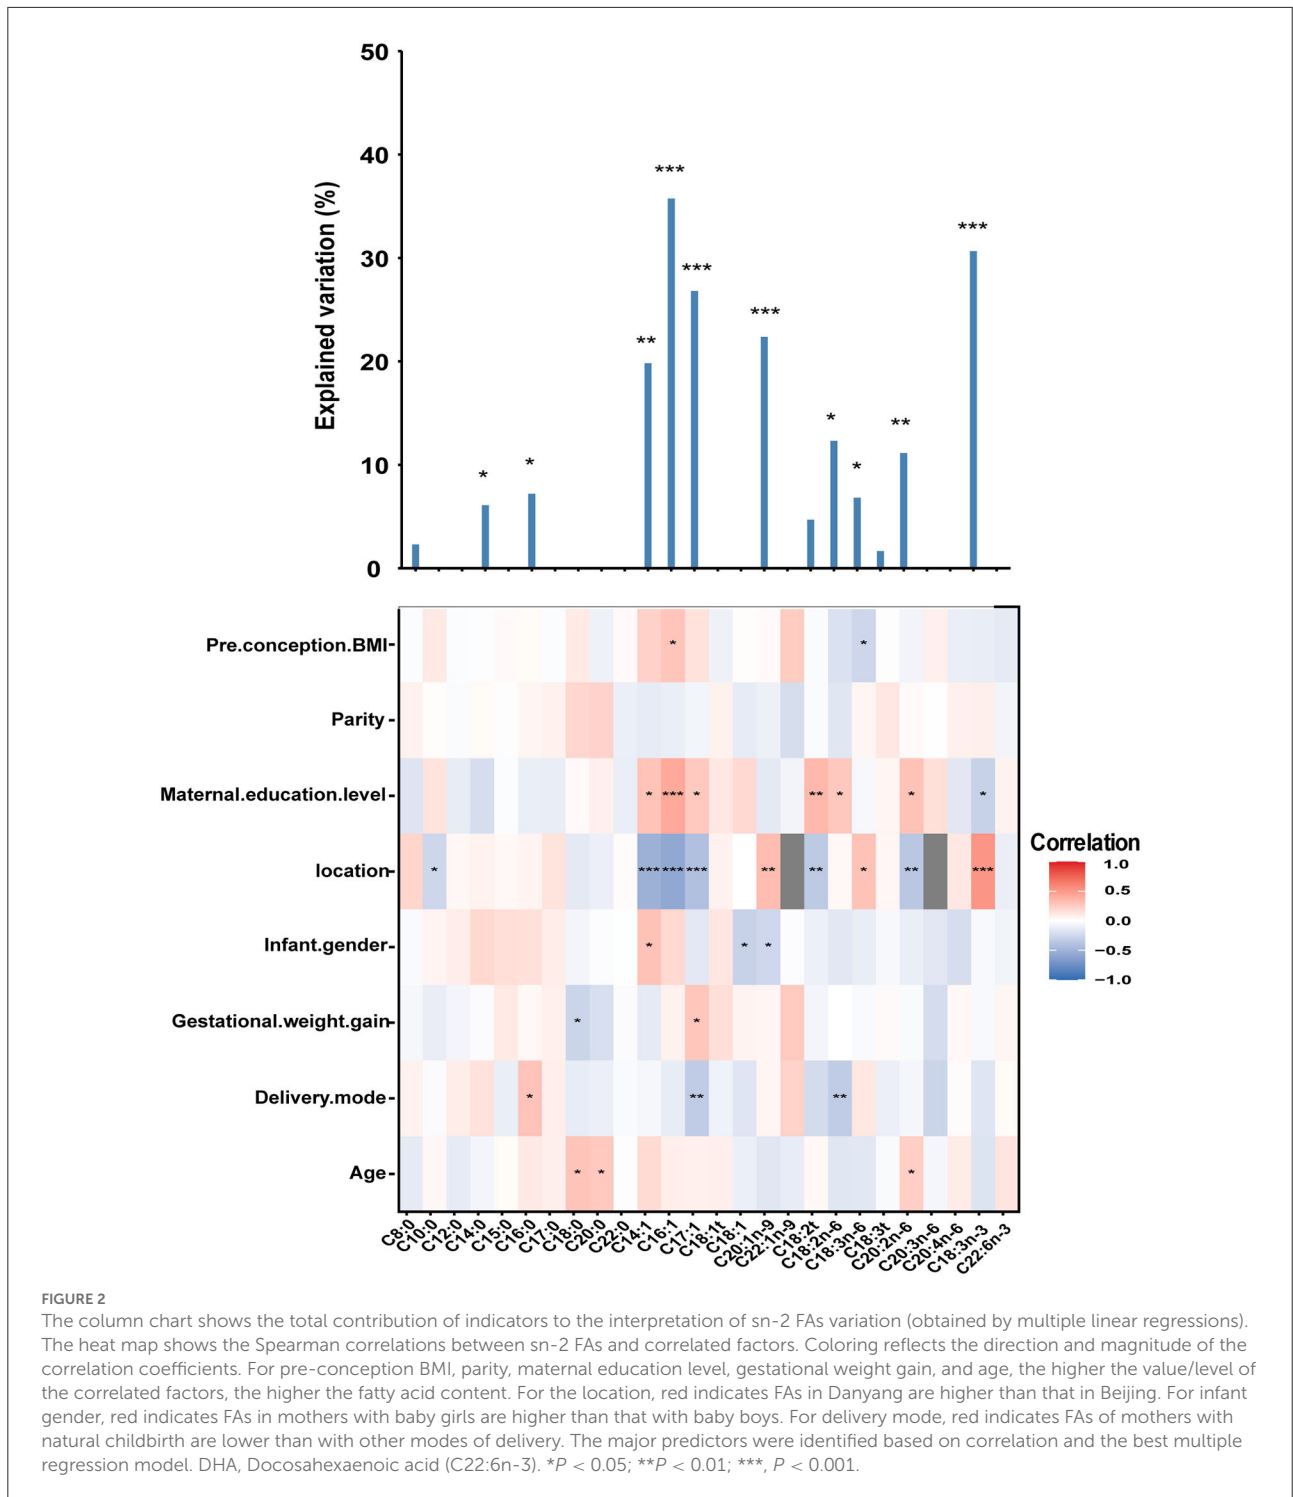 50
40
30
20
10
0
Explained variation (%)
*
*
**
***
***
***
*
*
**
***
Pre.conception.BMI
* *
Parity
Maternal.education.level
* *** * ** * * *
location
* *** *** *** ** ** * ** ***
Infant.gender
* * *
Gestational.weight.gain
* *
Delivery.mode
* ** **
Age
* * *
Correlation
1.0
0.5
0.0
−0.5
−1.0
C8:0
C10:0
C12:0
C14:0
C15:0
C16:0
C17:0
C18:0
C20:0
C22:0
C14:1
C16:1
C17:1
C18:1t
C18:1
C20:1n-9
C22:1n-9
C18:2t
C18:2n-6
C18:3n-6
C18:3t
C20:2n-6
C20:3n-6
C20:4n-6
C18:3n-3
C22:6n-3
FIGURE 2
The column chart shows the total contribution of indicators to the interpretation of sn-2 FAs variation (obtained by multiple linear regressions).
The heat map shows the Spearman correlations between sn-2 FAs and correlated factors. Coloring reflects the direction and magnitude of the
correlation coefficients. For pre-conception BMI, parity, maternal education level, gestational weight gain, and age, the higher the value/level of
the correlated factors, the higher the fatty acid content. For the location, red indicates FAs in Danyang are higher than that in Beijing. For infant
gender, red indicates FAs in mothers with baby girls are higher than that with baby boys. For delivery mode, red indicates FAs of mothers with
natural childbirth are lower than with other modes of delivery. The major predictors were identified based on correlation and the best multiple
regression model. DHA, Docosahexaenoic acid (C22:6n-3). *P < 0.05; **P < 0.01; ***, P < 0.001.